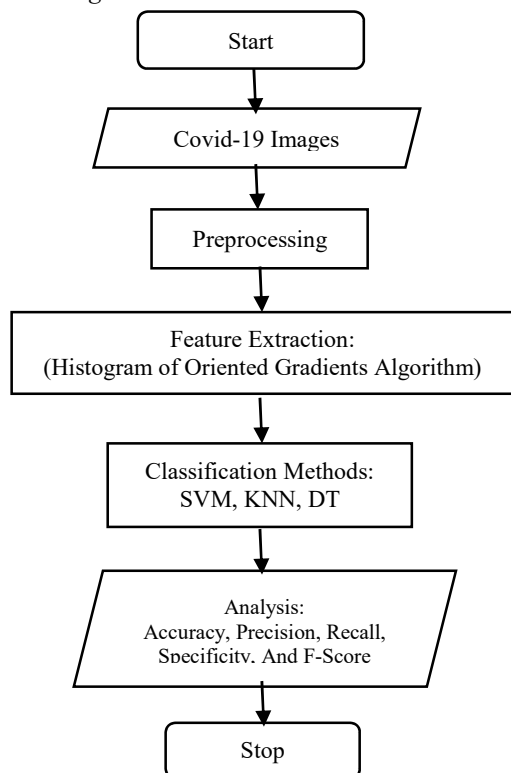 Start
Covid-19 Images
Preprocessing
Feature Extraction:
(Histogram of Oriented Gradients Algorithm)
Classification Methods:
SVM, KNN, DT
Analysis:
Accuracy, Precision, Recall,
Specificity, And F-Score
Stop